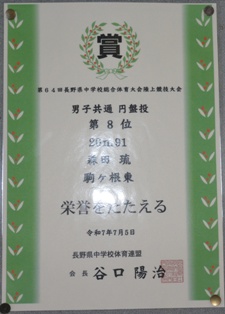 賞
第64回長野県中学校総合体育大会陸上競技大会
男子共通 円盤投
第 8 位
29m91
森田 琉
駒ケ根東
栄誉をたたえる
令和7年7月5日
長野県中学校体育連盟
会長 谷口陽治